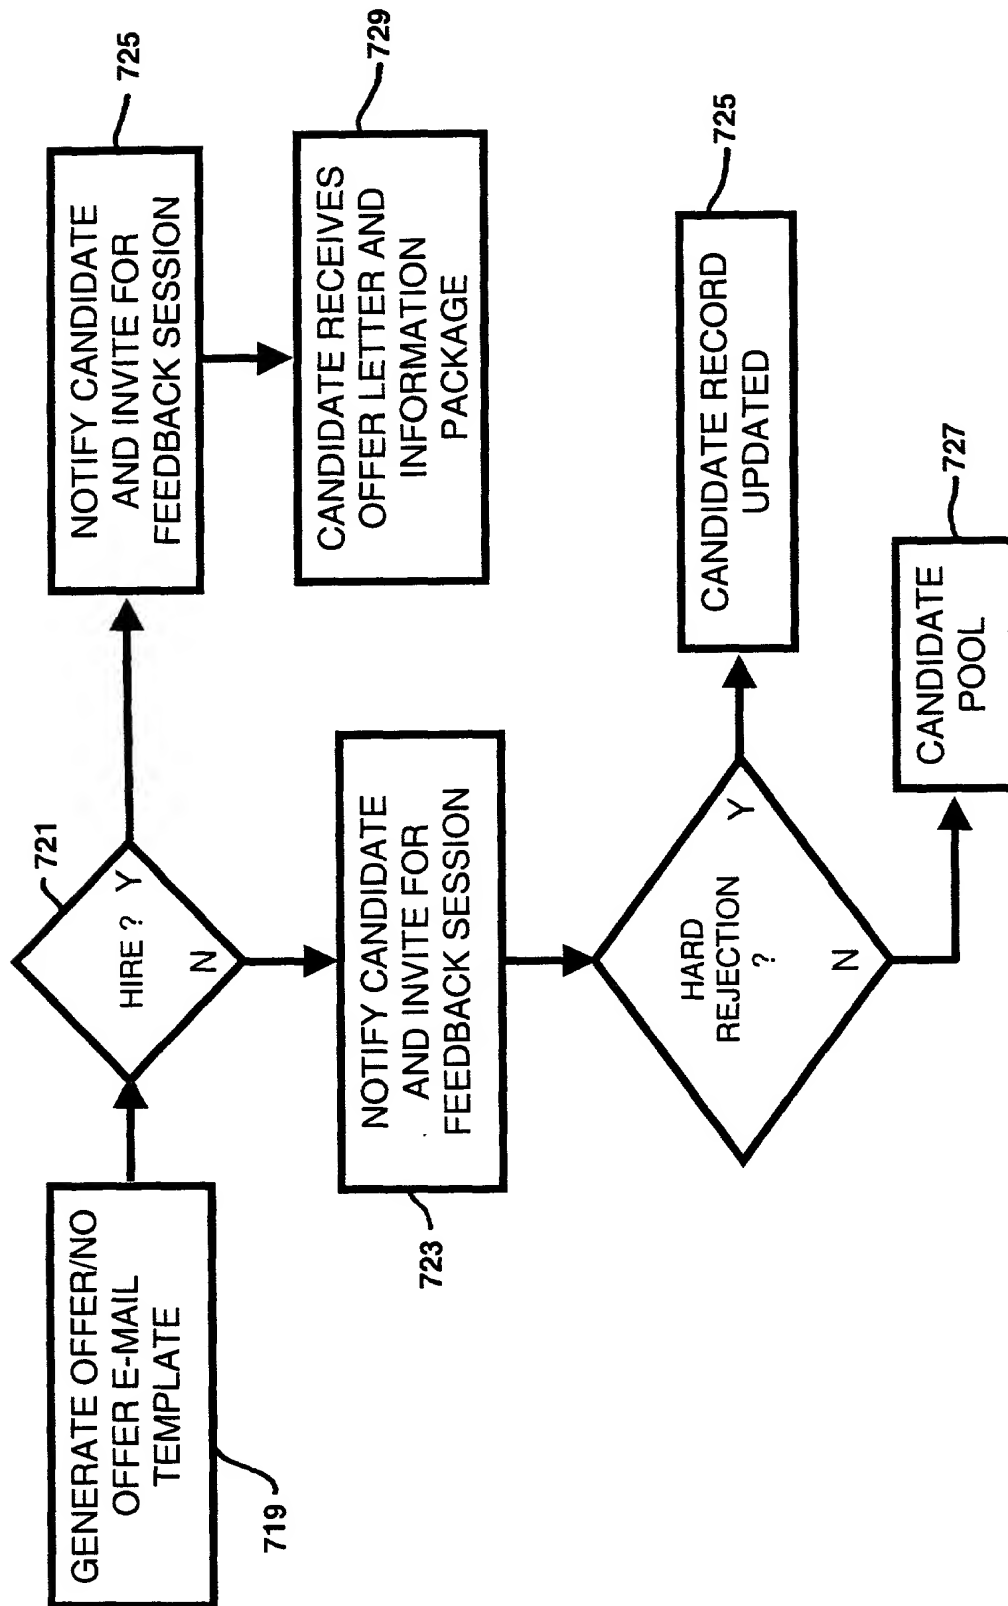 GENERATE OFFER/NO
OFFER E-MAIL
TEMPLATE
719
HIRE ?
Y
N
721
NOTIFY CANDIDATE
AND INVITE FOR
FEEDBACK SESSION
725
CANDIDATE RECEIVES
OFFER LETTER AND
INFORMATION
PACKAGE
729
NOTIFY CANDIDATE
AND INVITE FOR
FEEDBACK SESSION
723
HARD
REJECTION
?
Y
N
CANDIDATE RECORD
UPDATED
725
CANDIDATE
POOL
727